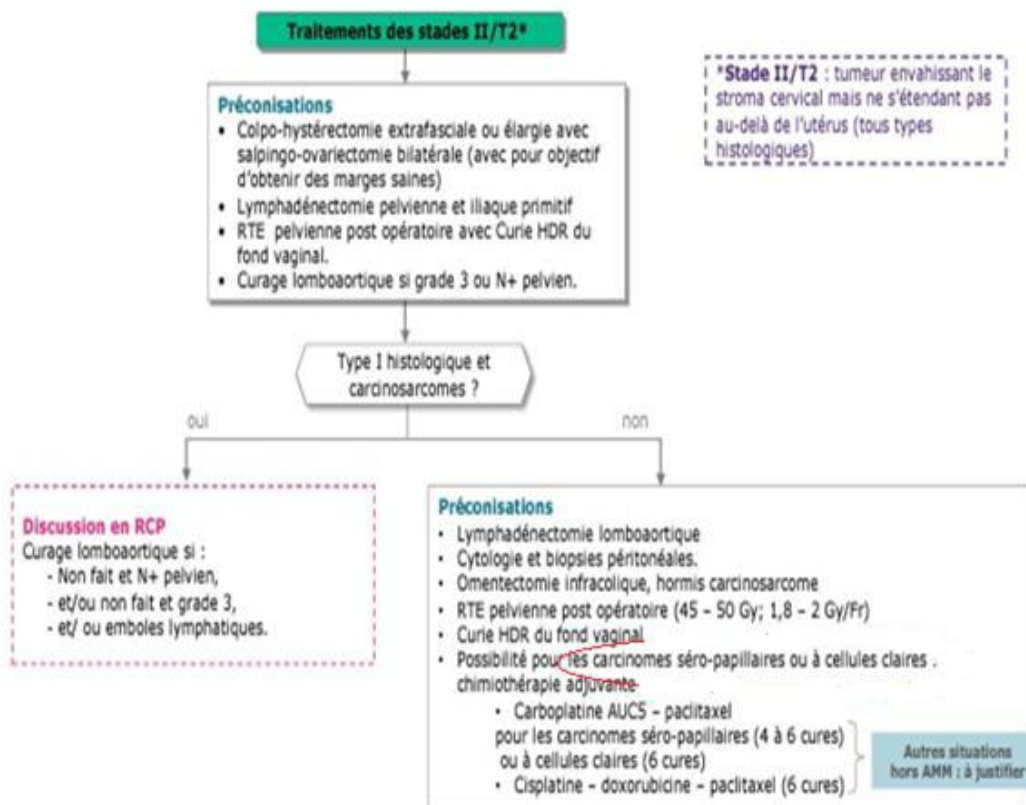 Traitements des stades II/T2*
*Stade II/T2 : tumeur envahissant le
stroma cervical mais ne s'étendant pas
au-delà de l'utérus (tous types
histologiques)
Préconisations
• Colpo-hystérectomie extrafasciale ou élargie avec
salpingo-ovariectomie bilatérale (avec pour objectif
d'obtenir des marges saines)
• Lymphadénectomie pelvienne et iliaque primitif
• RTE pelvienne post opératoire avec Curie HDR du
fond vaginal.
• Curage lomboaortique si grade 3 ou N+ pelvien.
Type I histologique et
carcinosarcomes ?
oui
non
Discussion en RCP
Curage lomboaortique si :
- Non fait et N+ pelvien,
- et/ou non fait et grade 3,
- et/ ou emboles lymphatiques.
Préconisations
• Lymphadénectomie lomboaortique
• Cytologie et biopsies péritonéales.
• Omentectomie infracolique, hormis carcinosarcome
• RTE pelvienne post opératoire (45 – 50 Gy; 1,8 – 2 Gy/Fr)
• Curie HDR du fond vaginal
• Possibilité pour les carcinomes séro-papillaires ou à cellules claires .
chimiothérapie adjuvante
• Carboplatine AUC5 – paclitaxel
pour les carcinomes séro-papillaires (4 à 6 cures)
ou à cellules claires (6 cures)
• Cisplatine – doxorubicine – paclitaxel (6 cures)
Autres situations
hors AMM : à justifier